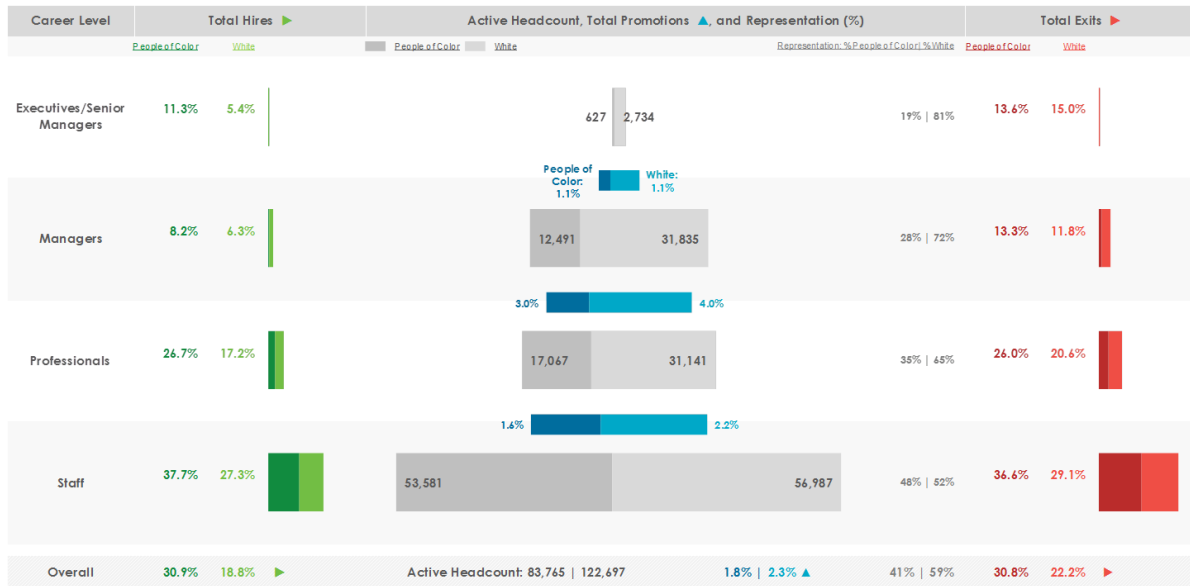 Career Level Total Hires ▶ Active Headcount, Total Promotions ▲, and Representation (%) Total Exits ▶
People of Color White People of Color White Representation: % People of Color| % White People of Color White
Executives/Senior
Managers
11.3% 5.4% 627 2,734 19% | 81% 13.6% 15.0%
People of
Color:
1.1%
White:
1.1%
Managers 8.2% 6.3% 12,491 31,835 28% | 72% 13.3% 11.8%
3.0% 4.0%
Professionals 26.7% 17.2% 17,067 31,141 35% | 65% 26.0% 20.6%
1.6% 2.2%
Staff 37.7% 27.3% 53,581 56,987 48% | 52% 36.6% 29.1%
Overall 30.9% 18.8% ▶ Active Headcount: 83,765 | 122,697 1.8% | 2.3% ▲ 41% | 59% 30.8% 22.2% ▶